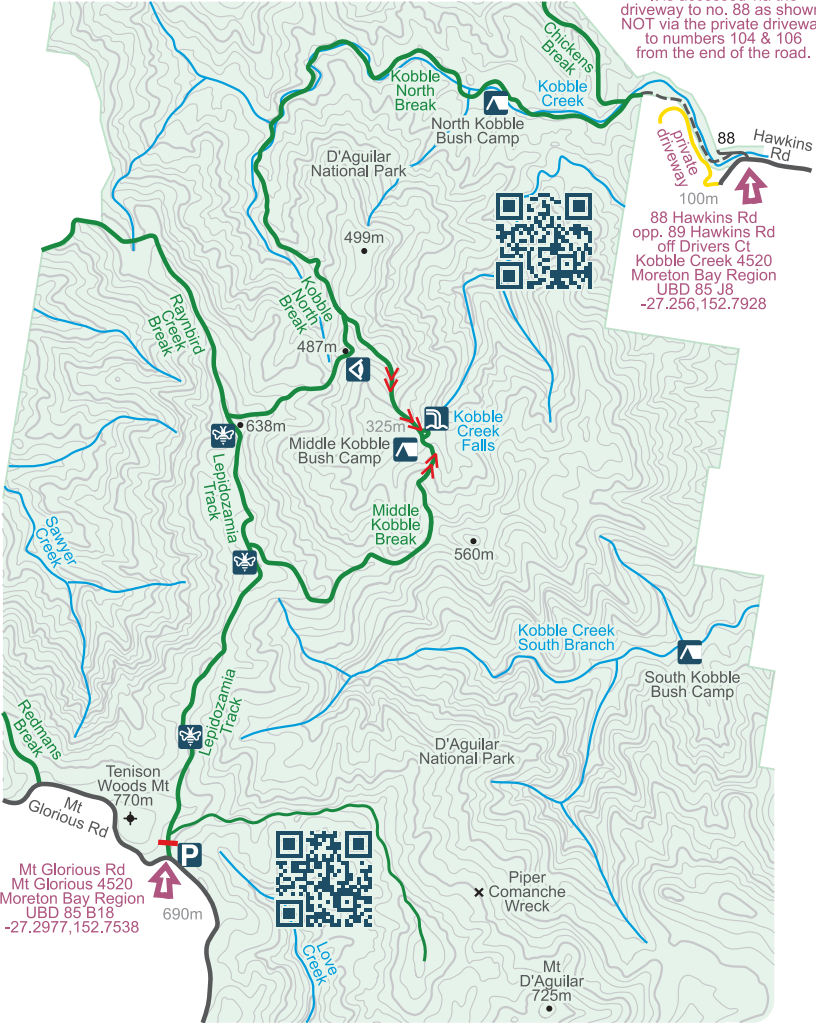 driveway to no. 88 as shown
NOT via the private driveway
to numbers 104 & 106
from the end of the road.
Chickens
Break
Kobble
North
Break
Kobble
Creek
North Kobble
Bush Camp
88
Hawkins
Rd
private
driveway
100m
D'Aguilar
National Park
88 Hawkins Rd
opp. 89 Hawkins Rd
off Drivers Ct
Kobble Creek 4520
Moreton Bay Region
UBD 85 J8
-27.256,152.7928
499m
Kobble
North
Break
Raynbird
Creek
Break
487m
638m
325m
Kobble
Creek
Falls
Middle Kobble
Bush Camp
Lepidozamia
Track
Middle
Kobble
Break
Sawyer
Creek
560m
Kobble Creek
South Branch
South Kobble
Bush Camp
Lepidozamia
Track
Redmans
Break
D'Aguilar
National Park
Tenison
Woods Mt
770m
Mt
Glorious Rd
P
Mt Glorious Rd
Mt Glorious 4520
Moreton Bay Region
UBD 85 B18
-27.2977,152.7538
690m
Piper
Comanche
Wreck
Love
Creek
Mt
D'Aguilar
725m